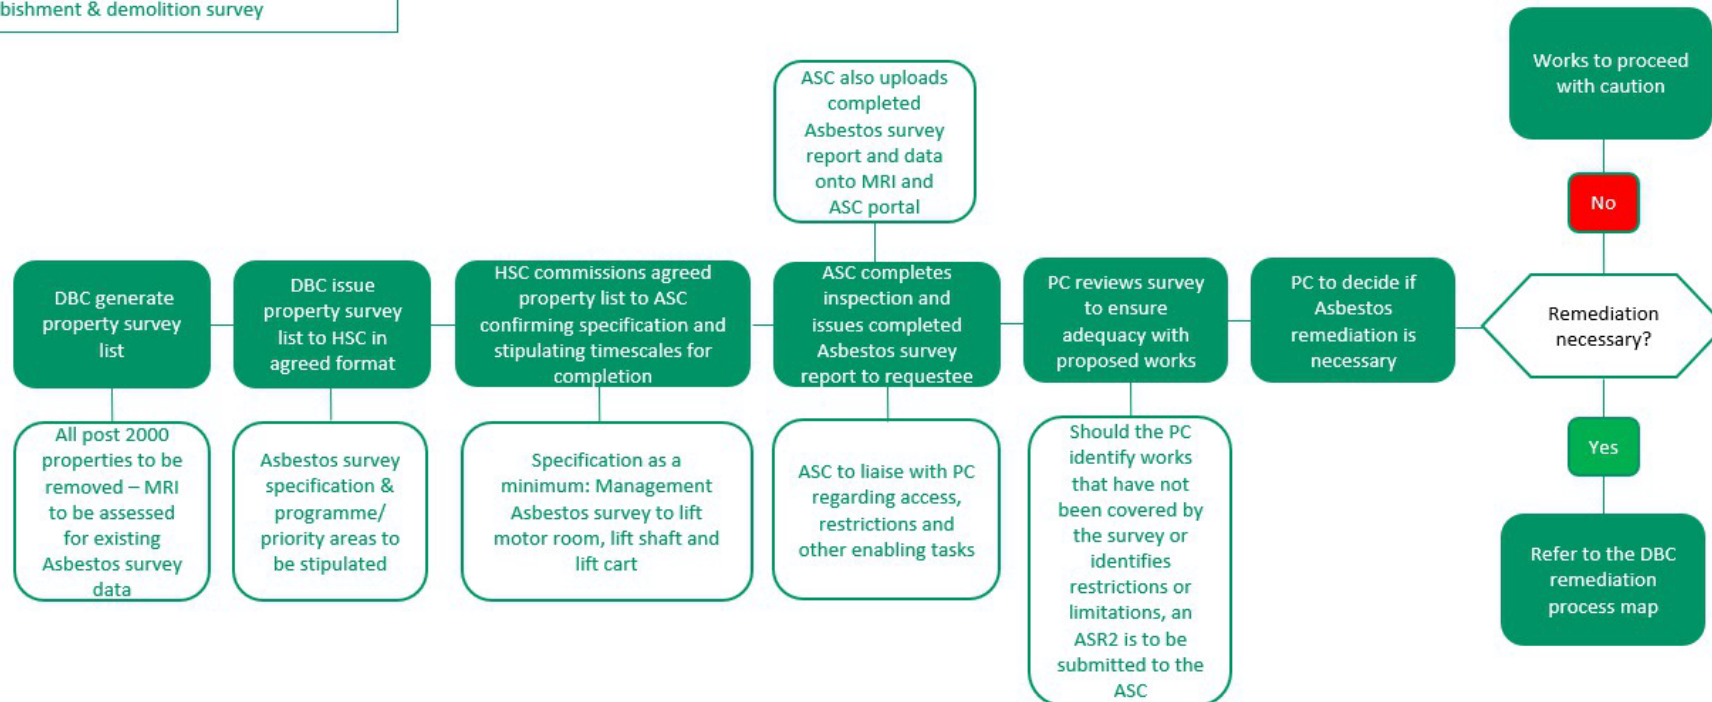 bishment & demolition survey
Works to proceed
with caution
ASC also uploads
completed
Asbestos survey
report and data
onto MRI and
ASC portal
No
DBC generate
property survey
list
DBC issue
property survey
list to HSC in
agreed format
HSC commissions agreed
property list to ASC
confirming specification and
stipulating timescales for
completion
ASC completes
inspection and
issues completed
Asbestos survey
report to requestee
PC reviews survey
to ensure
adequacy with
proposed works
PC to decide if
Asbestos
remediation is
necessary
Remediation
necessary?
All post 2000
properties to be
removed – MRI
to be assessed
for existing
Asbestos survey
data
Asbestos survey
specification &
programme/
priority areas to
be stipulated
Specification as a
minimum: Management
Asbestos survey to lift
motor room, lift shaft and
lift cart
ASC to liaise with PC
regarding access,
restrictions and
other enabling tasks
Should the PC
identify works
that have not
been covered by
the survey or
identifies
restrictions or
limitations, an
ASR2 is to be
submitted to the
ASC
Yes
Refer to the DBC
remediation
process map